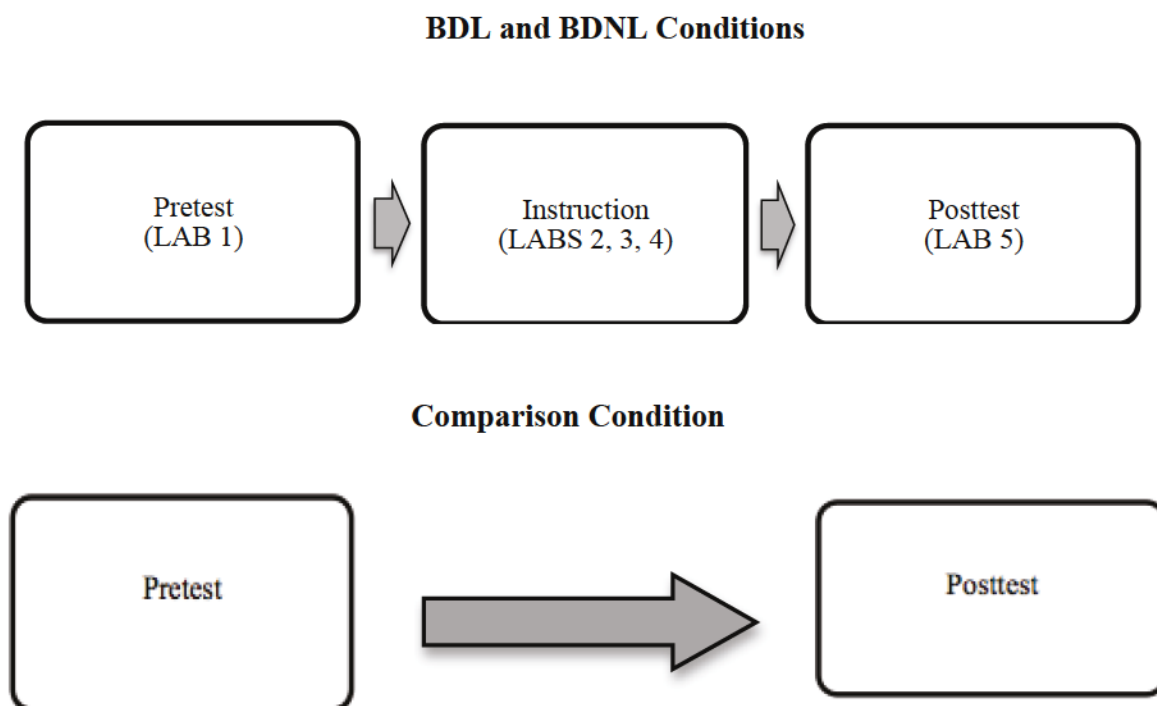 BDL and BDNL Conditions
Pretest
(LAB 1)
Instruction
(LABS 2, 3, 4)
Posttest
(LAB 5)
Comparison Condition
Pretest
Posttest